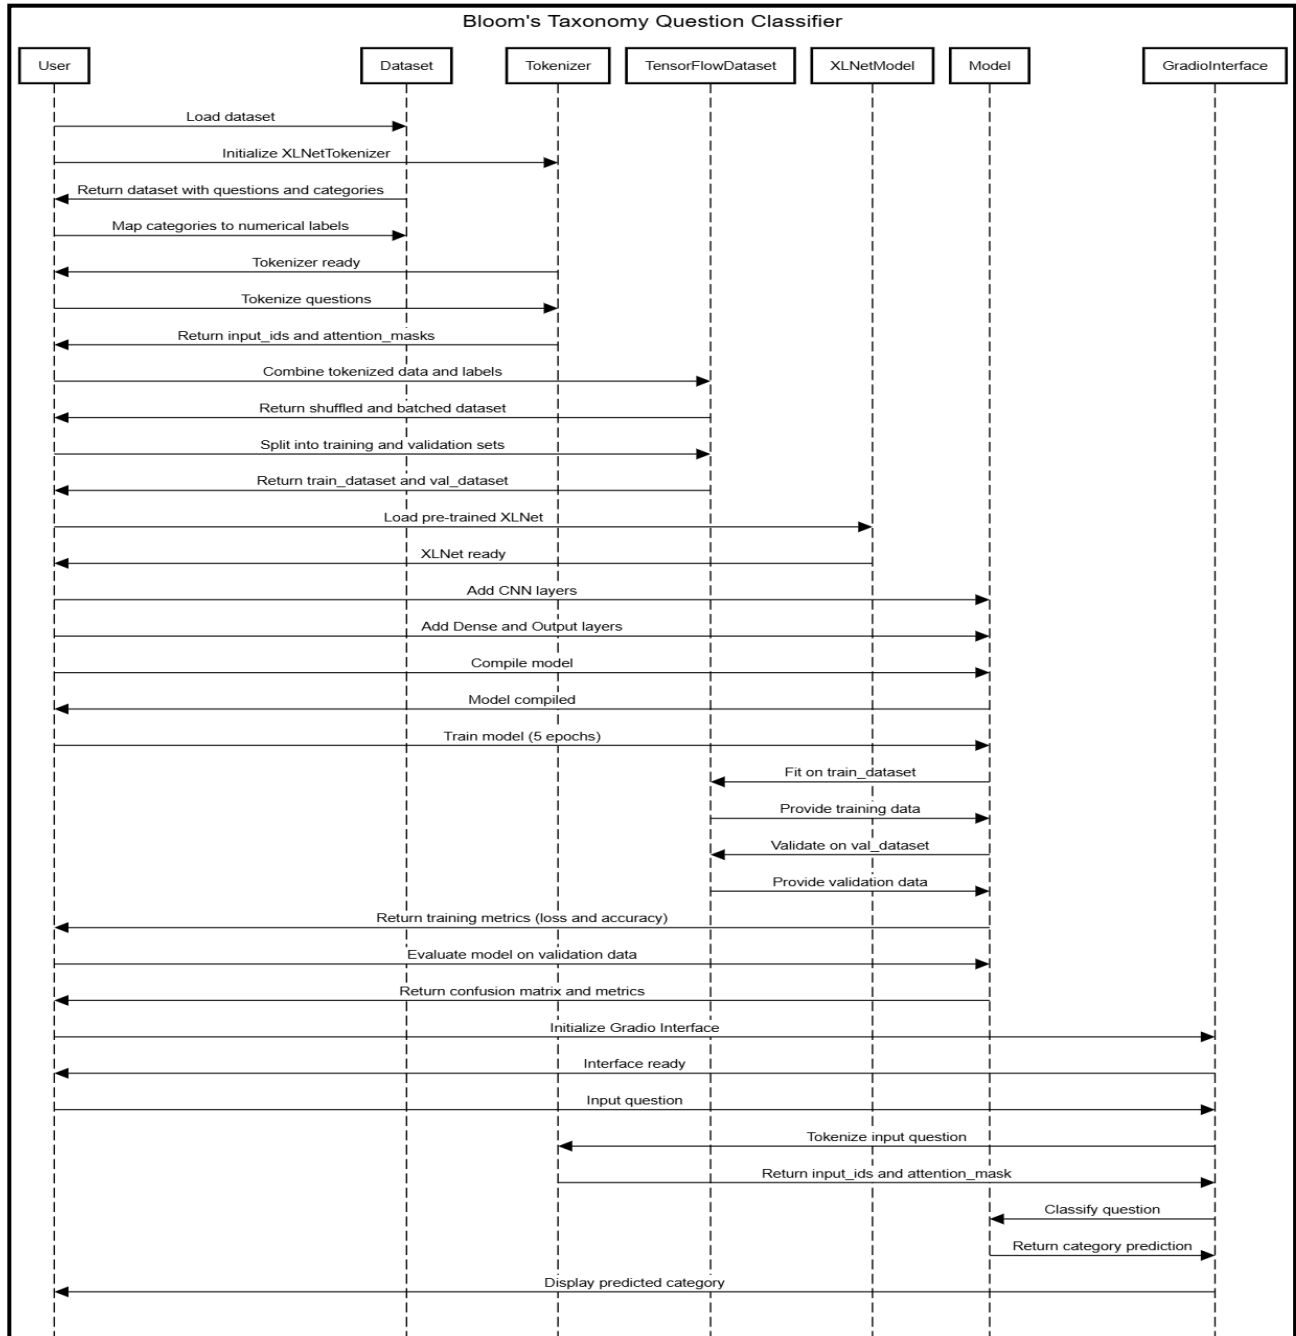 Bloom's Taxonomy Question Classifier
User
Dataset
Tokenizer
TensorFlowDataset
XLNetModel
Model
GradioInterface
Load dataset
Initialize XLNetTokenizer
Return dataset with questions and categories
Map categories to numerical labels
Tokenizer ready
Tokenize questions
Return input_ids and attention_masks
Combine tokenized data and labels
Return shuffled and batched dataset
Split into training and validation sets
Return train_dataset and val_dataset
Load pre-trained XLNet
XLNet ready
Add CNN layers
Add Dense and Output layers
Compile model
Model compiled
Train model (5 epochs)
Fit on train_dataset
Provide training data
Validate on val_dataset
Provide validation data
Return training metrics (loss and accuracy)
Evaluate model on validation data
Return confusion matrix and metrics
Initialize Gradio Interface
Interface ready
Input question
Tokenize input question
Return input_ids and attention_mask
Classify question
Return category prediction
Display predicted category